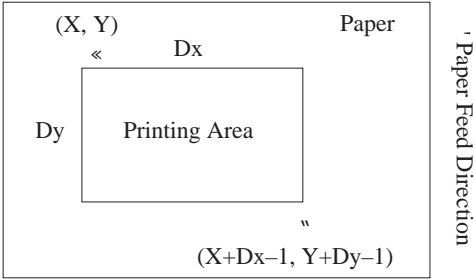 (X, Y)
Paper
«
Dx
Dy
Printing Area
‟
(X+Dx–1, Y+Dy–1)
' Paper Feed Direction